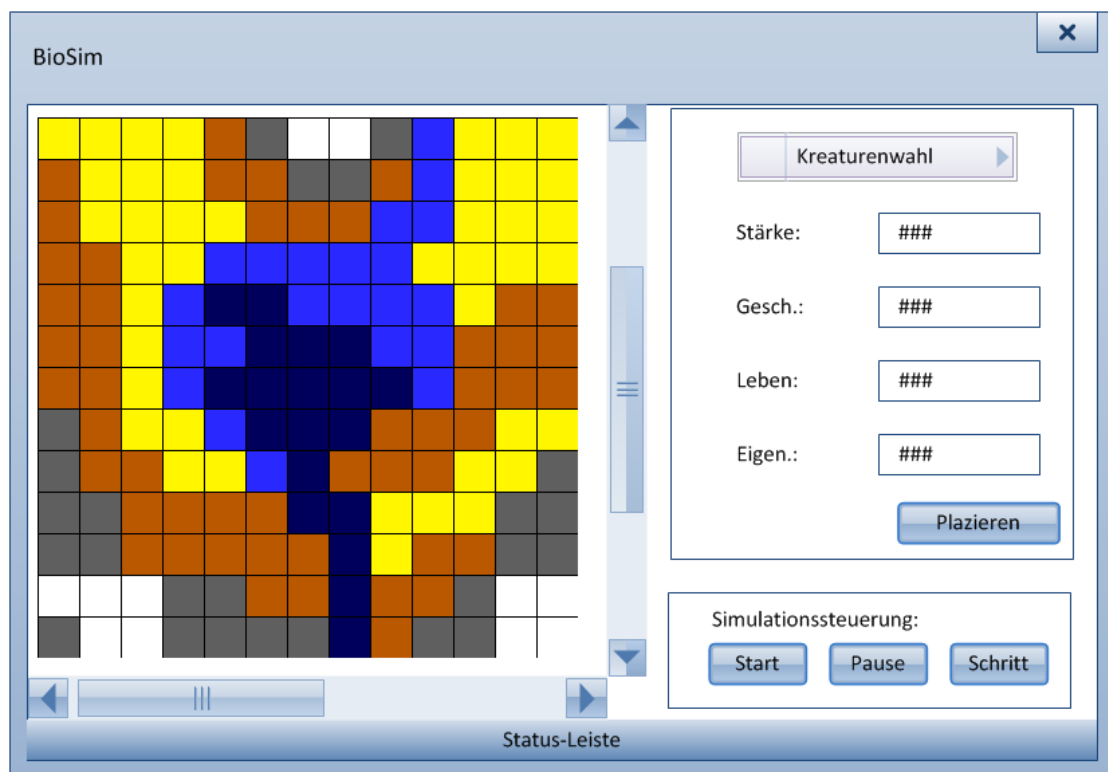 BioSim
Kreaturenwahl
Stärke: ###
Gesch.: ###
Leben: ###
Eigen.: ###
Plazieren
Simulationssteuerung:
Start Pause Schritt
Status-Leiste